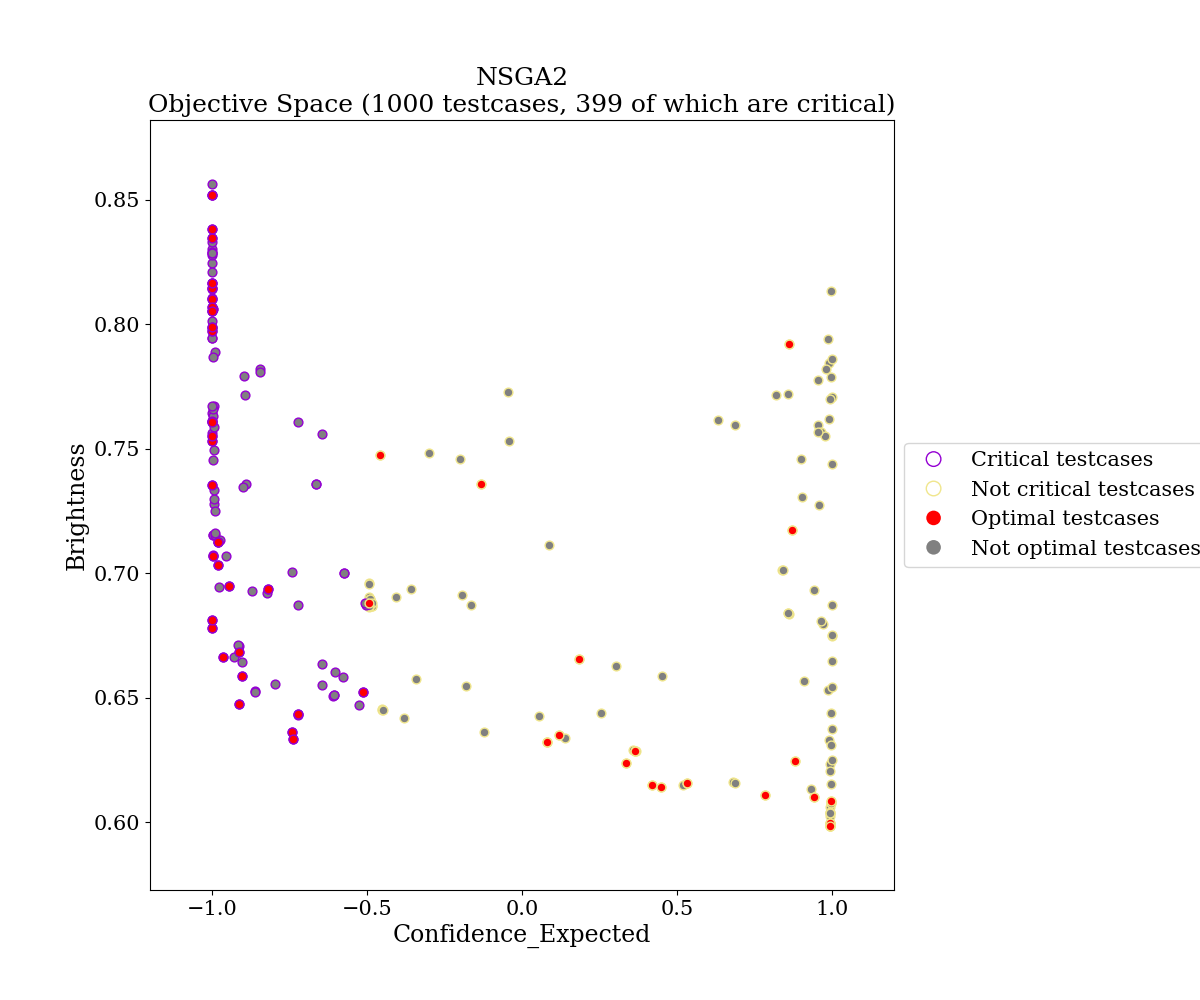 NSGA2
Objective Space (1000 testcases, 399 of which are critical)
0.85
0.80
0.75
0.70
0.65
0.60
Brightness
−1.0
−0.5
0.0
0.5
1.0
Confidence_Expected
Critical testcases
Not critical testcases
Optimal testcases
Not optimal testcases